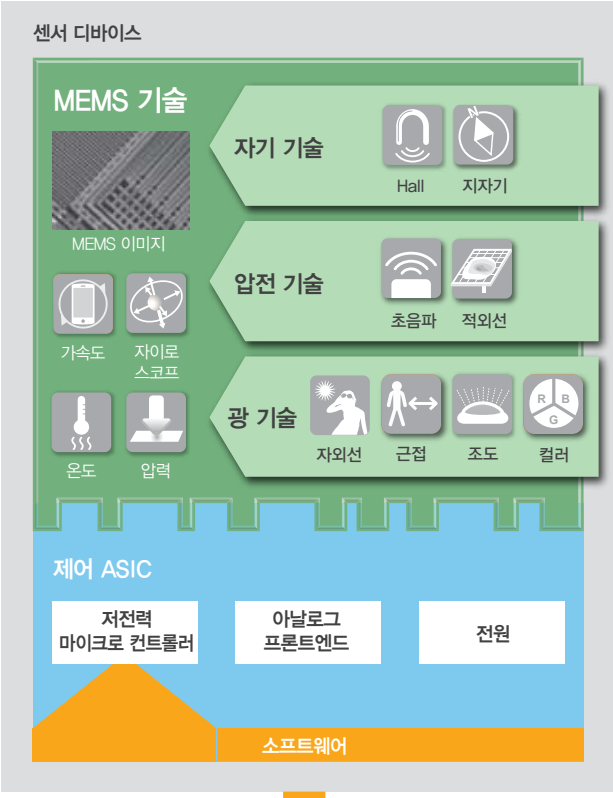 센서 디바이스
MEMS 기술
MEMS 이미지
가속도
자이로
스코프
온도
압력
자기 기술
N
Hall
지자기
압전 기술
초음파
적외선
광 기술
R
B
G
자외선
근접
조도
컬러
제어 ASIC
저전력
마이크로 컨트롤러
아날로그
프론트엔드
전원
소프트웨어